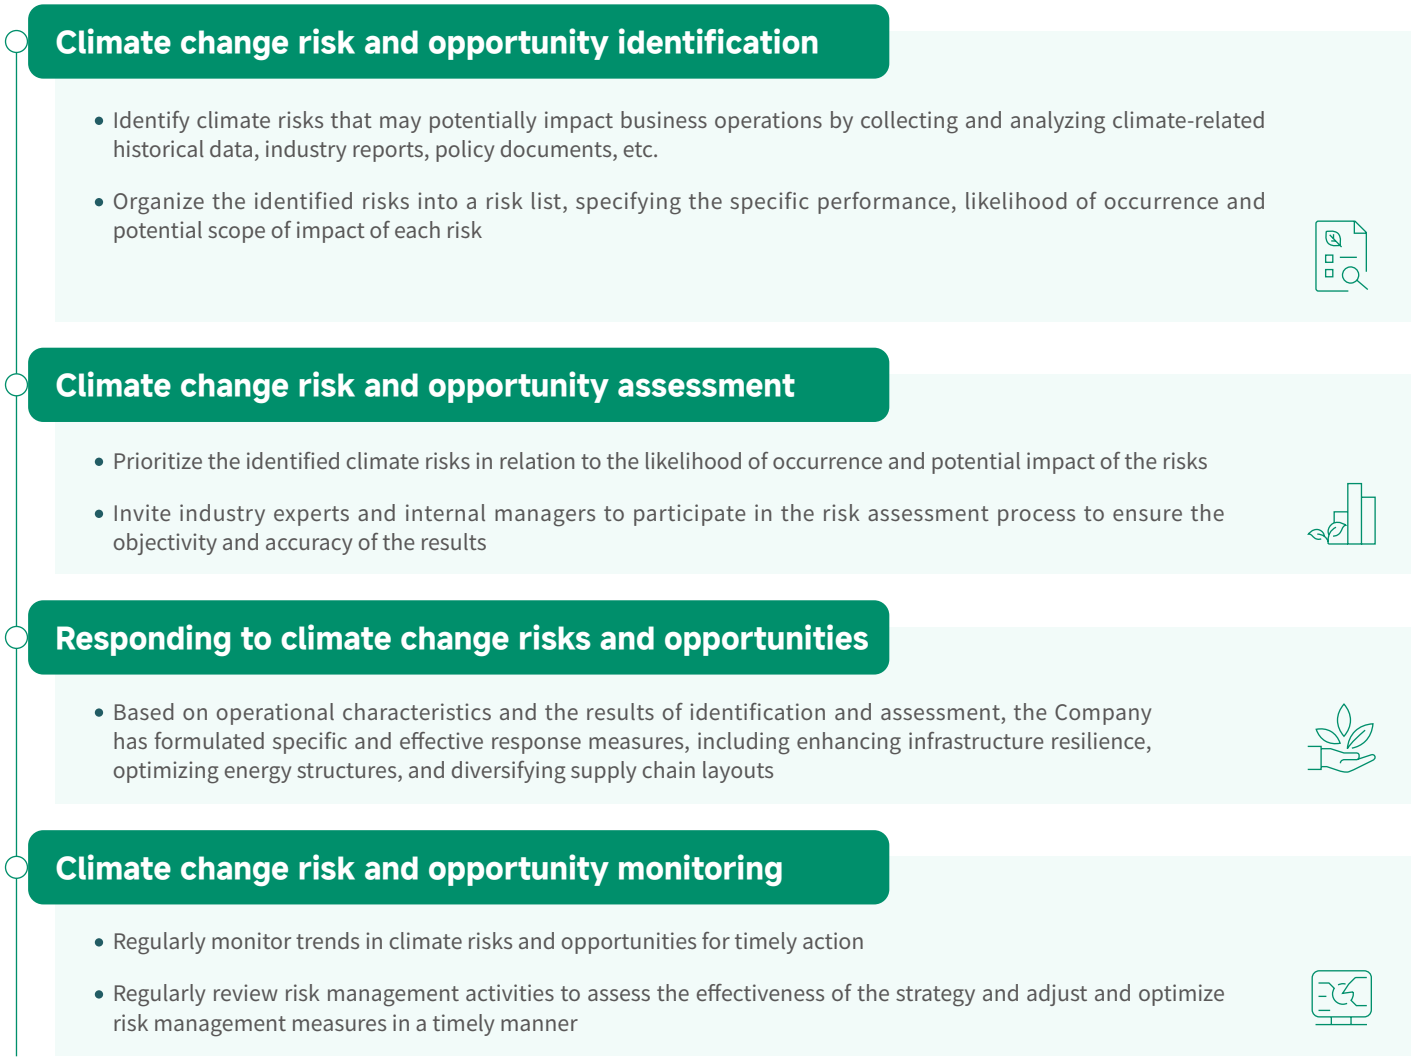 Climate change risk and opportunity identification
• Identify climate risks that may potentially impact business operations by collecting and analyzing climate-related
historical data, industry reports, policy documents, etc.
• Organize the identified risks into a risk list, specifying the specific performance, likelihood of occurrence and
potential scope of impact of each risk
Climate change risk and opportunity assessment
• Prioritize the identified climate risks in relation to the likelihood of occurrence and potential impact of the risks
• Invite industry experts and internal managers to participate in the risk assessment process to ensure the
objectivity and accuracy of the results
Responding to climate change risks and opportunities
• Based on operational characteristics and the results of identification and assessment, the Company
has formulated specific and effective response measures, including enhancing infrastructure resilience,
optimizing energy structures, and diversifying supply chain layouts
Climate change risk and opportunity monitoring
• Regularly monitor trends in climate risks and opportunities for timely action
• Regularly review risk management activities to assess the effectiveness of the strategy and adjust and optimize
risk management measures in a timely manner